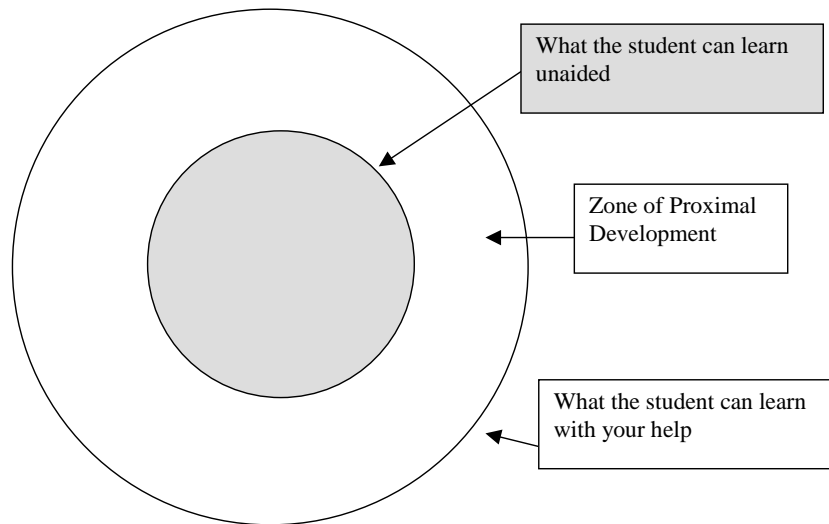 What the student can learn
unaided
Zone of Proximal
Development
What the student can learn
with your help